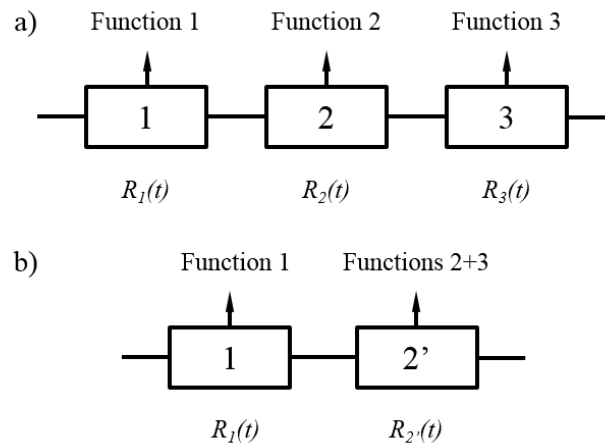 a)
Function 1 Function 2 Function 3
1 2 3
R₁(t) R₂(t) R₃(t)
b)
Function 1 Functions 2+3
1 2’
R₁(t) R₂’(t)